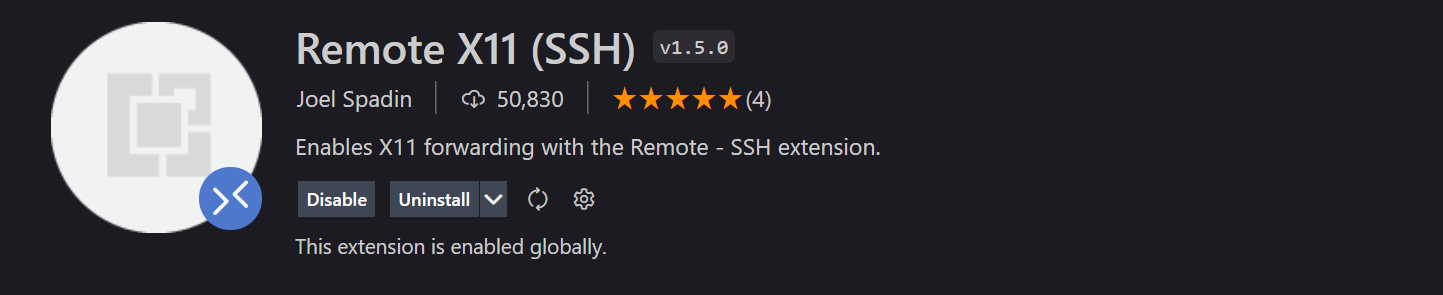 Remote X11 (SSH) v1.5.0
Joel Spadin 50,830 (4)
Enables X11 forwarding with the Remote - SSH extension.
Disable Uninstall
This extension is enabled globally.